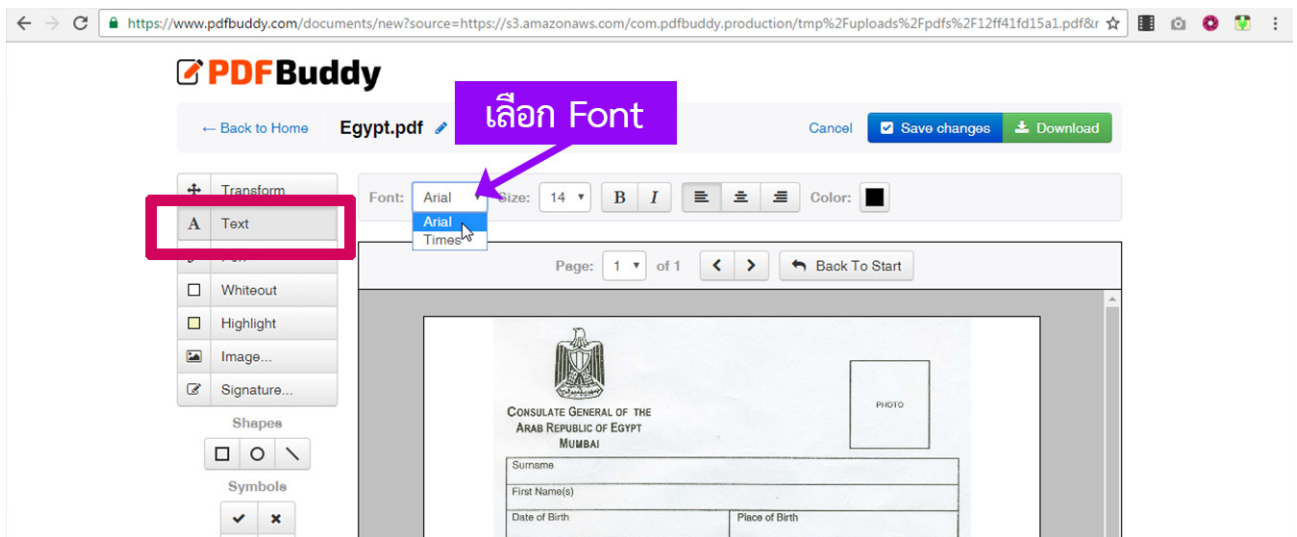 https://www.pdfbuddy.com/documents/new?source=https://s3.amazonaws.com/com.pdfbuddy.production/tmp%2Fuploads%2Fpdfs%2F12ff41fd15a1.pdf&r
PDFBuddy
เลือก Font
← Back to Home Egypt.pdf Cancel Save changes Download
Transform
Font: Arial Size: 14 B I Color:
A Text
Arial
Times
Page: 1 of 1 Back To Start
Whiteout
Highlight
Image...
Signature...
Shapes
Symbols
PHOTO
CONSULATE GENERAL OF THE
ARAB REPUBLIC OF EGYPT
MUMBAI
Surname
First Name(s)
Date of Birth Place of Birth